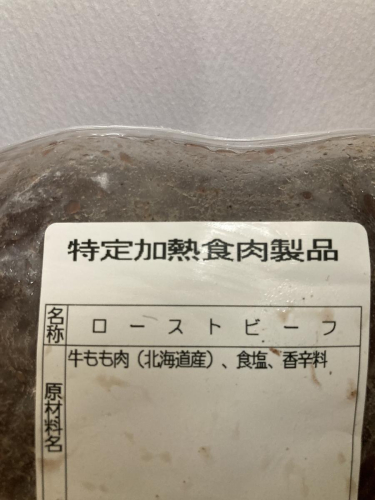 特定加熱食肉製品
名称
ローストビーフ
原材料名
牛もも肉（北海道産）、食塩、香辛料